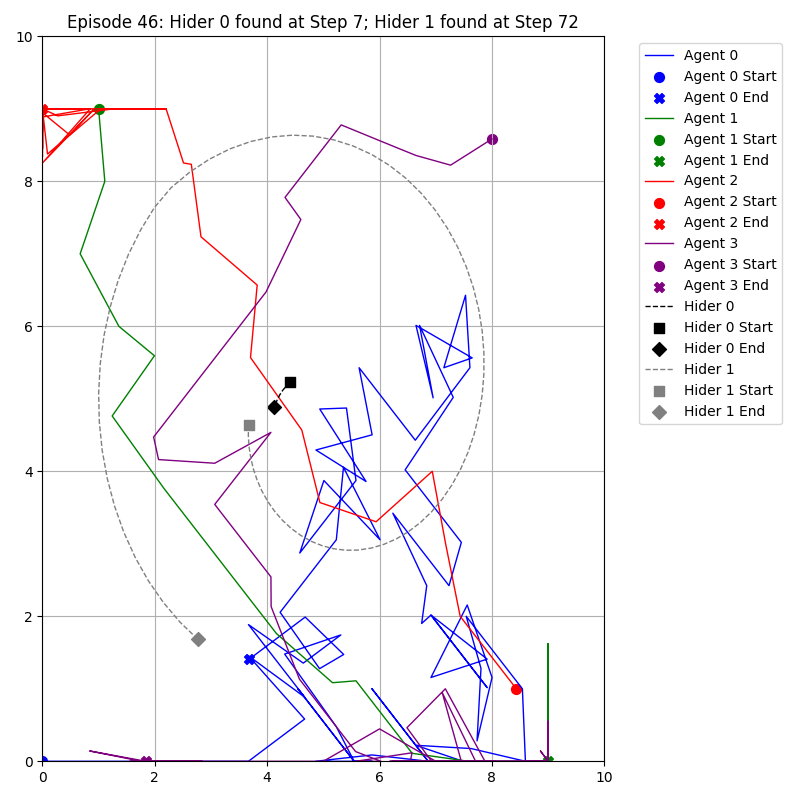 Episode 46: Hider 0 found at Step 7; Hider 1 found at Step 72
10
8
6
4
2
0
0
2
4
6
8
10
Agent 0
Agent 0 Start
Agent 0 End
Agent 1
Agent 1 Start
Agent 1 End
Agent 2
Agent 2 Start
Agent 2 End
Agent 3
Agent 3 Start
Agent 3 End
Hider 0
Hider 0 Start
Hider 0 End
Hider 1
Hider 1 Start
Hider 1 End